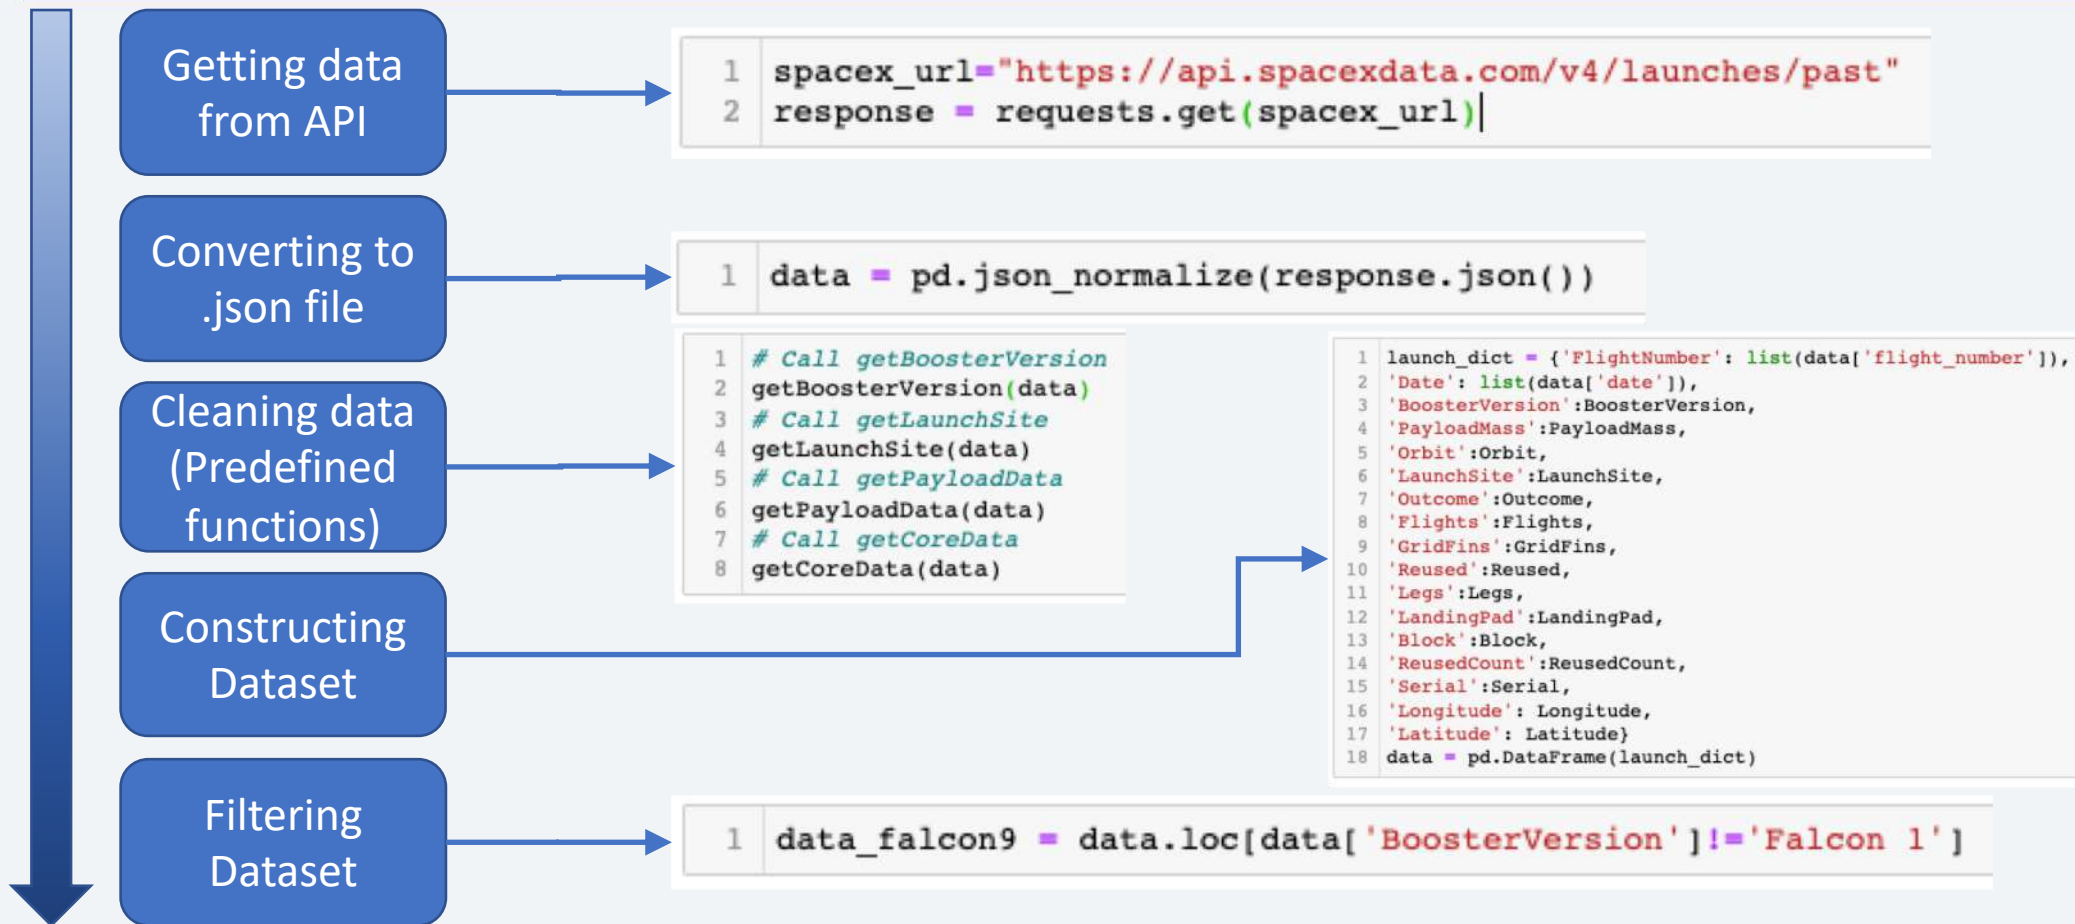 Getting data
from API
1 spacex_url="https://api.spacexdata.com/v4/launches/past"
2 response = requests.get(spacex_url)
Converting to
.json file
1 data = pd.json_normalize(response.json())
Cleaning data
(Predefined
functions)
1 # Call getBoosterVersion
2 getBoosterVersion(data)
3 # Call getLaunchSite
4 getLaunchSite(data)
5 # Call getPayloadData
6 getPayloadData(data)
7 # Call getCoreData
8 getCoreData(data)
Constructing
Dataset
1 launch_dict = {'FlightNumber': list(data['flight_number']),
2 'Date': list(data['date']),
3 'BoosterVersion':BoosterVersion,
4 'PayloadMass':PayloadMass,
5 'Orbit':Orbit,
6 'LaunchSite':LaunchSite,
7 'Outcome':Outcome,
8 'Flights':Flights,
9 'GridFins':GridFins,
10 'Reused':Reused,
11 'Legs':Legs,
12 'LandingPad':LandingPad,
13 'Block':Block,
14 'ReusedCount':ReusedCount,
15 'Serial':Serial,
16 'Longitude': Longitude,
17 'Latitude': Latitude}
18 data = pd.DataFrame(launch_dict)
Filtering
Dataset
1 data_falcon9 = data.loc[data['BoosterVersion']!='Falcon 1']